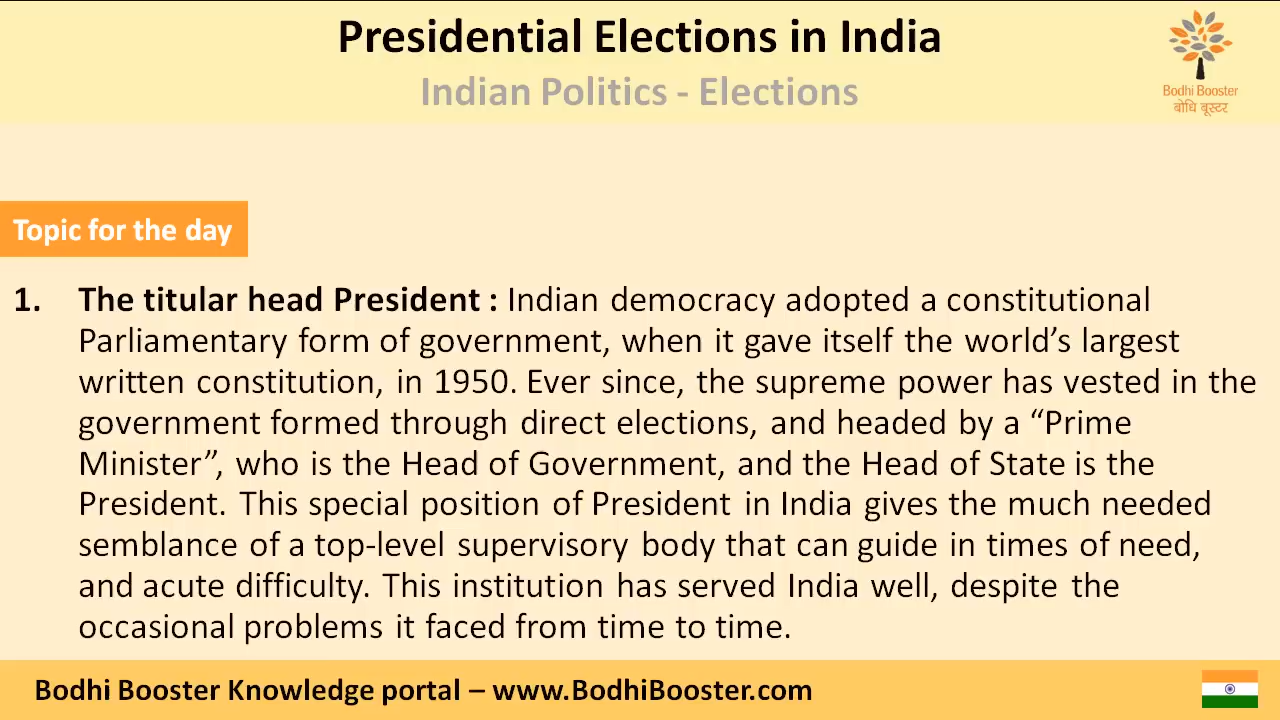 Presidential Elections in India
Indian Politics - Elections
Bodhi Booster
बोधि बूस्टर
Topic for the day
1. The titular head President : Indian democracy adopted a constitutional
Parliamentary form of government, when it gave itself the world’s largest
written constitution, in 1950. Ever since, the supreme power has vested in the
government formed through direct elections, and headed by a “Prime
Minister”, who is the Head of Government, and the Head of State is the
President. This special position of President in India gives the much needed
semblance of a top-level supervisory body that can guide in times of need,
and acute difficulty. This institution has served India well, despite the
occasional problems it faced from time to time.
Bodhi Booster Knowledge portal – www.BodhiBooster.com